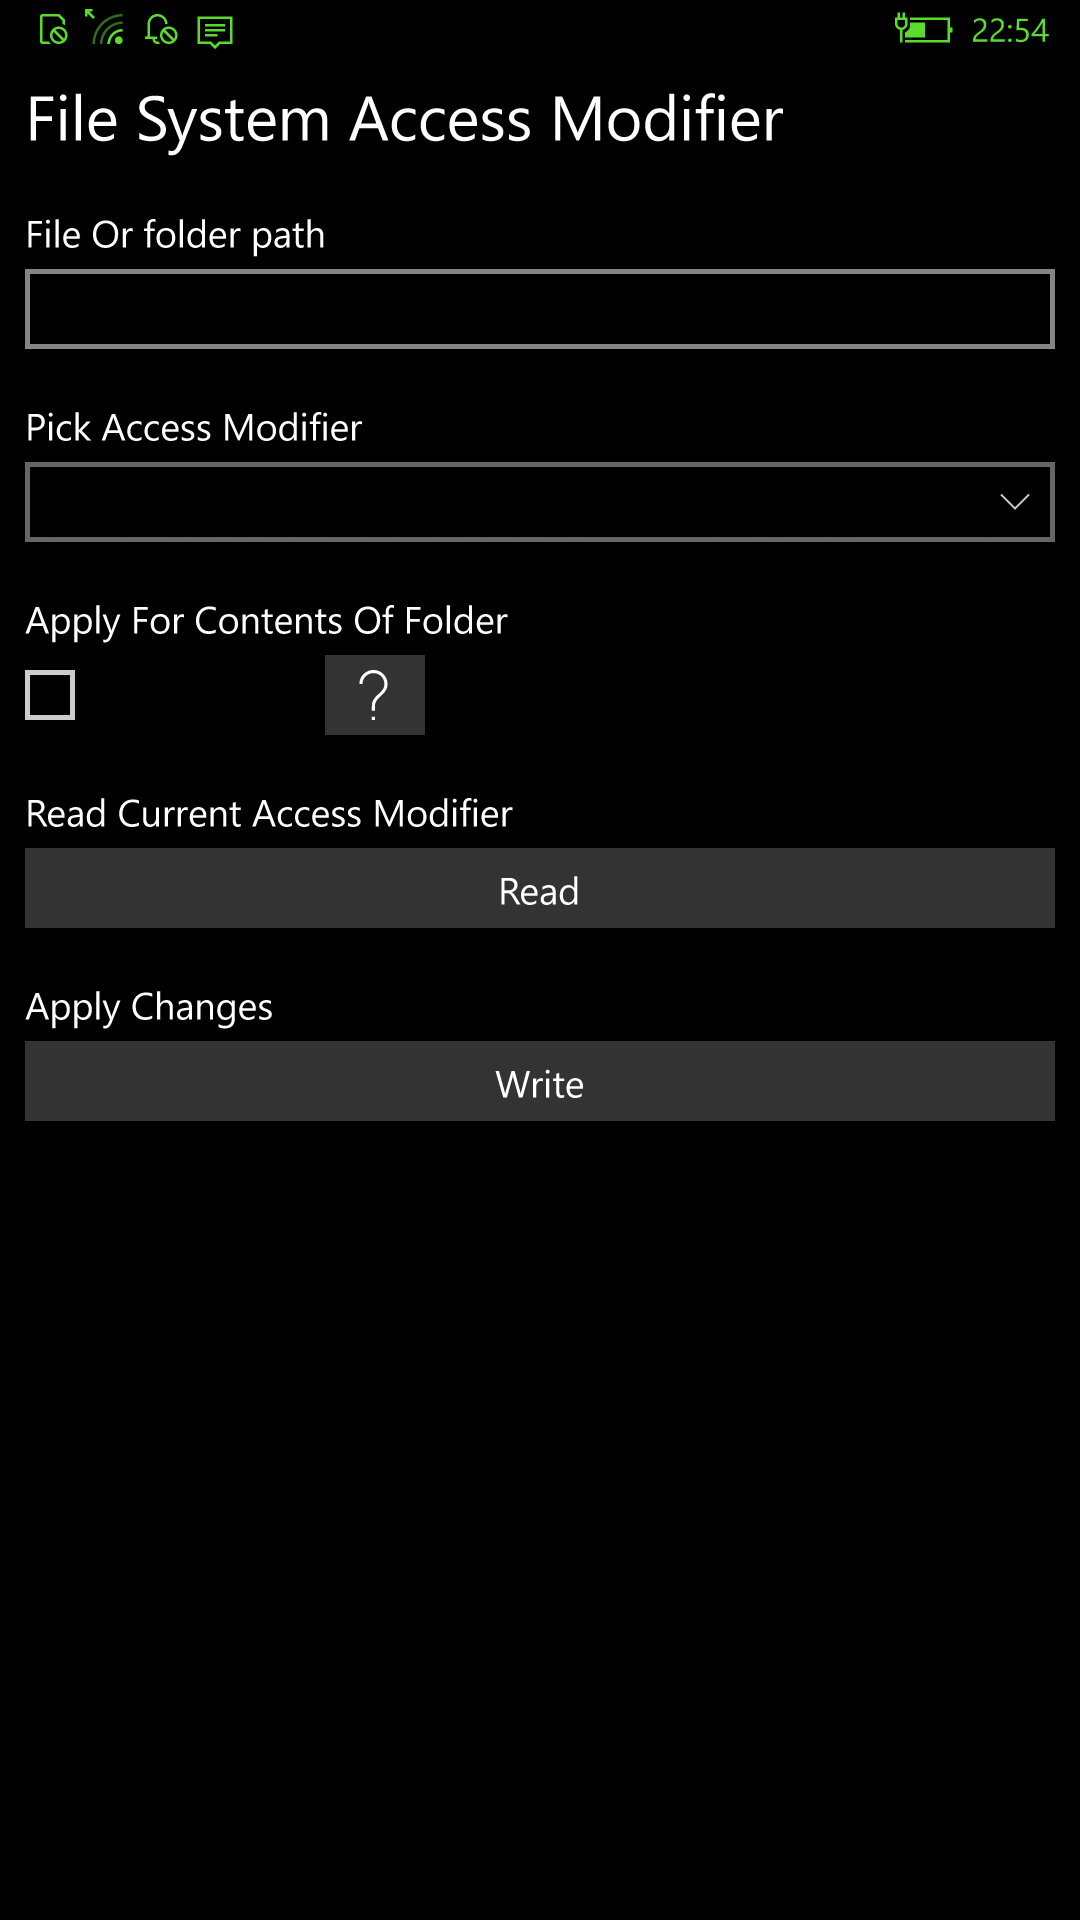 22:54
File System Access Modifier
File Or folder path
Pick Access Modifier
Apply For Contents Of Folder
?
Read Current Access Modifier
Read
Apply Changes
Write